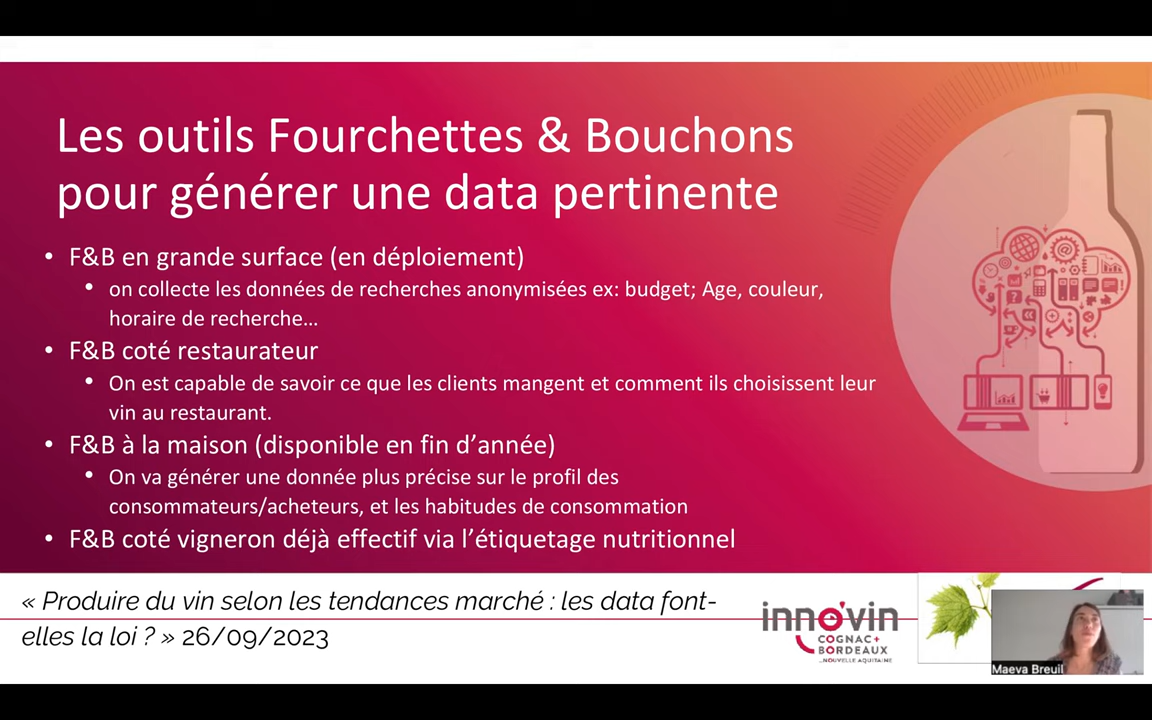 Les outils Fourchettes & Bouchons
pour générer une data pertinente
• F&B en grande surface (en déploiement)
• on collecte les données de recherches anonymisées ex: budget; Age, couleur,
horaire de recherche…
• F&B coté restaurateur
• On est capable de savoir ce que les clients mangent et comment ils choisissent leur
vin au restaurant.
• F&B à la maison (disponible en fin d’année)
• On va générer une donnée plus précise sur le profil des
consommateurs/acheteurs, et les habitudes de consommation
• F&B coté vigneron déjà effectif via l’étiquetage nutritionnel
« Produire du vin selon les tendances marché : les data font-
elles la loi ? » 26/09/2023
inno'vin
COGNAC+
BORDEAUX
...NOUVELLE AQUITAINE
Maeva Breuil